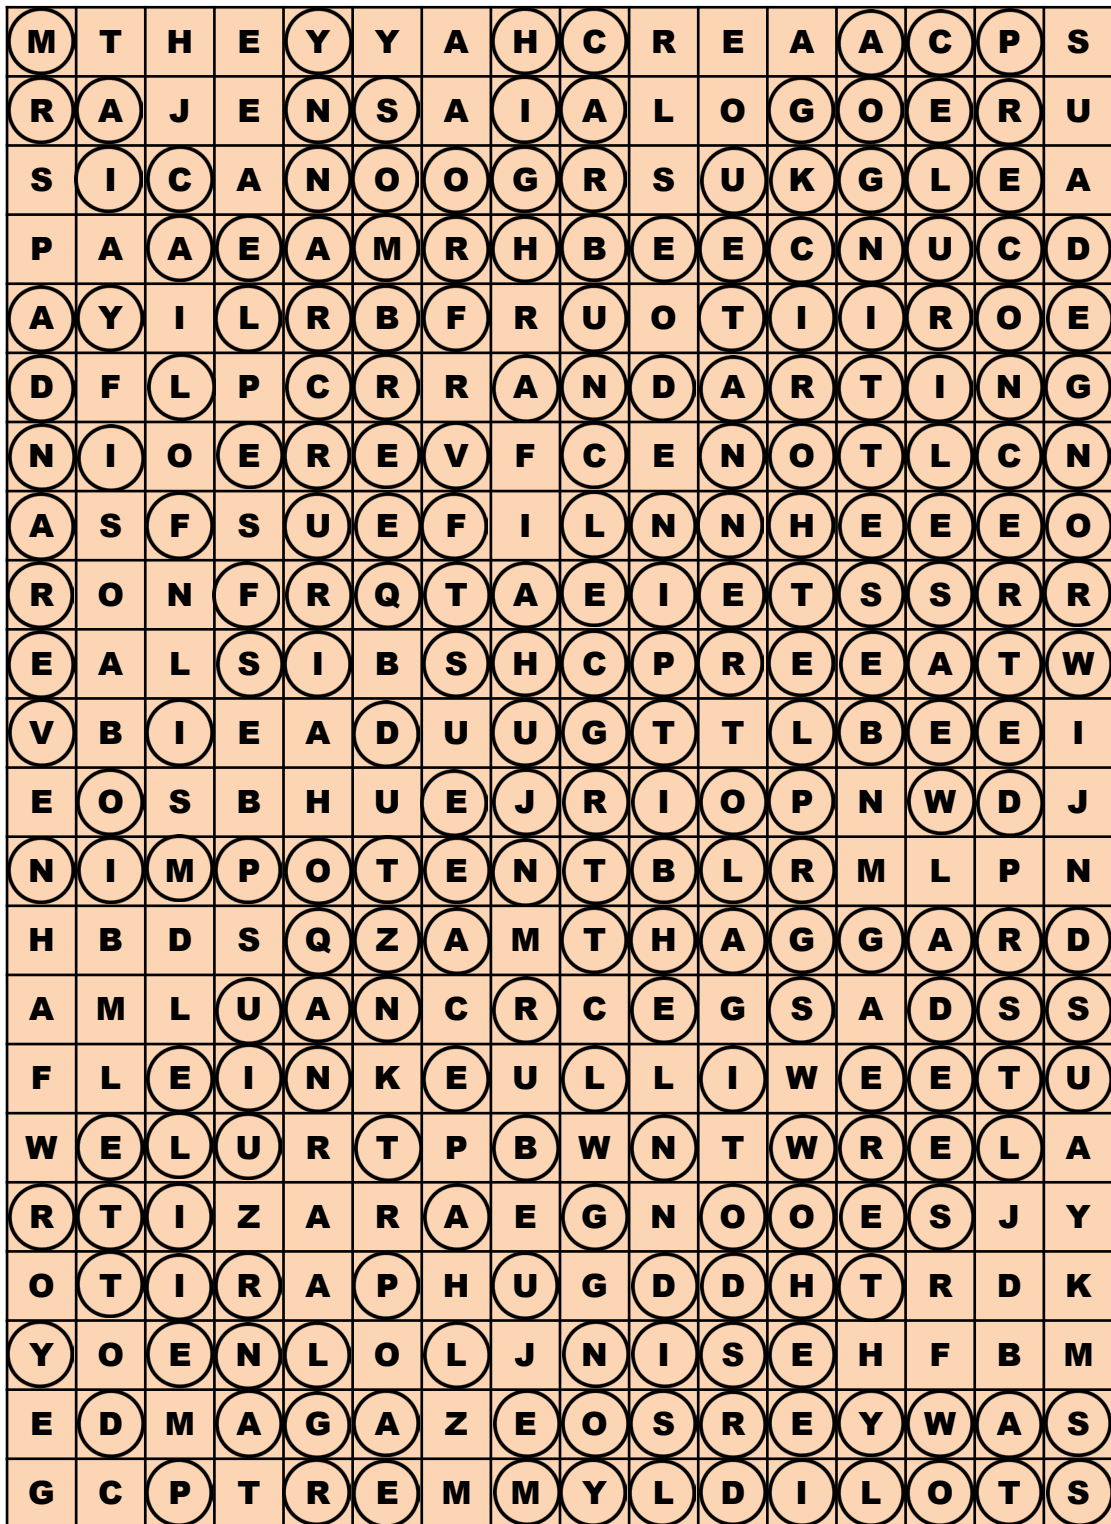 M T H E Y Y A H C R E A A C P S
R A J E N S A I A L O G O E R U
S I C A N O O G R S U K G L E A
P A A E A M R H B E E C N U C D
A Y I L R B F R U O T I I R O E
D F L P C R R A N D A R T I N G
N I O E R E V F C E N O T L C N
A S F S U E F I L N N H E E E O
R O N F R Q T A E I E T S S R R
E A L S I B S H C P R E E A T W
V B I E A D U U G T T L B E E I
E O S B H U E J R I O P N W D J
N I M P O T E N T B L R M L P N
H B D S Q Z A M T H A G G A R D
A M L U A N C R C E G S A D S S
F L E I N K E U L L I W E E T U
W E L U R T P B W N T W R E L A
R T I Z A R A E G N O O E S J Y
O T I R A P H U G D D H T R D K
Y O E N L O L J N I S E H F B M
E D M A G A Z E O S R E Y W A S
G C P T R E M M Y L D I L O T S